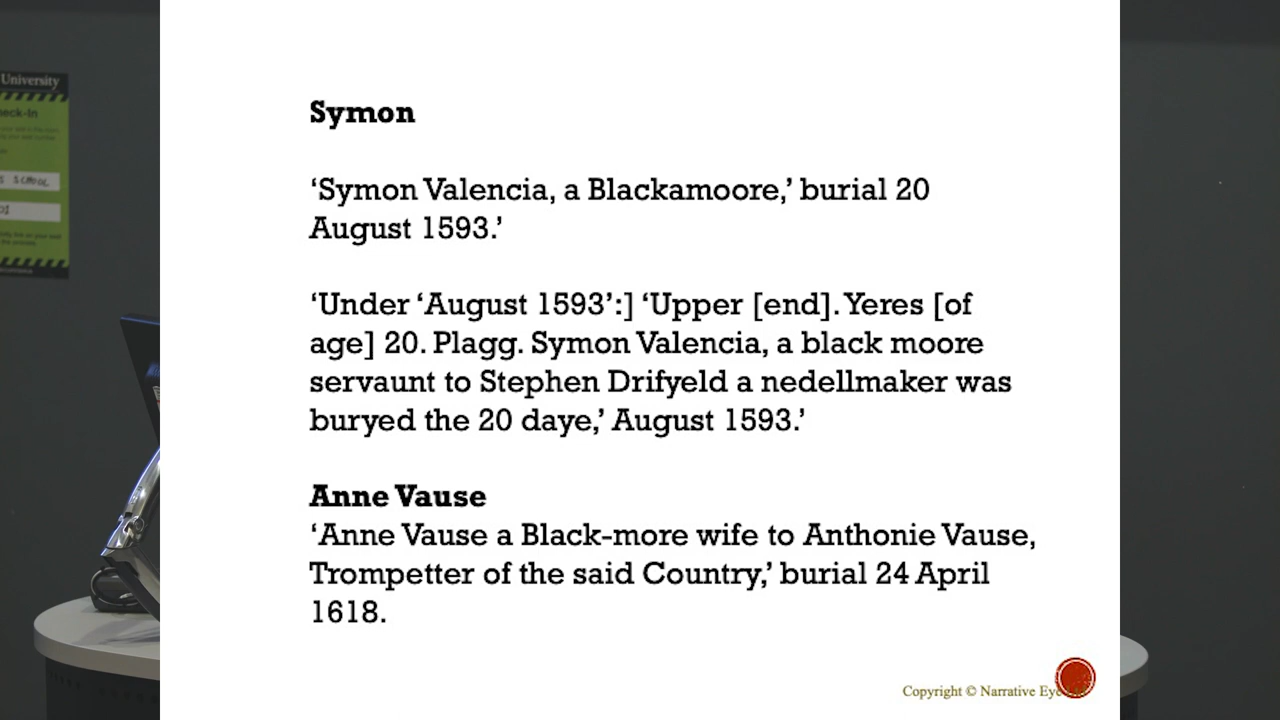 University
eck-In
S SCHOOL
Symon
‘Symon Valencia, a Blackamoore,’ burial 20
August 1593.’
‘Under ‘August 1593’:] ‘Upper [end]. Yeres [of
age] 20. Plagg. Symon Valencia, a black moore
servaunt to Stephen Drifyeld a nedellmaker was
buryed the 20 daye,’ August 1593.’
Anne Vause
‘Anne Vause a Black-more wife to Anthonie Vause,
Trompetter of the said Country,’ burial 24 April
1618.
Copyright © Narrative Eye